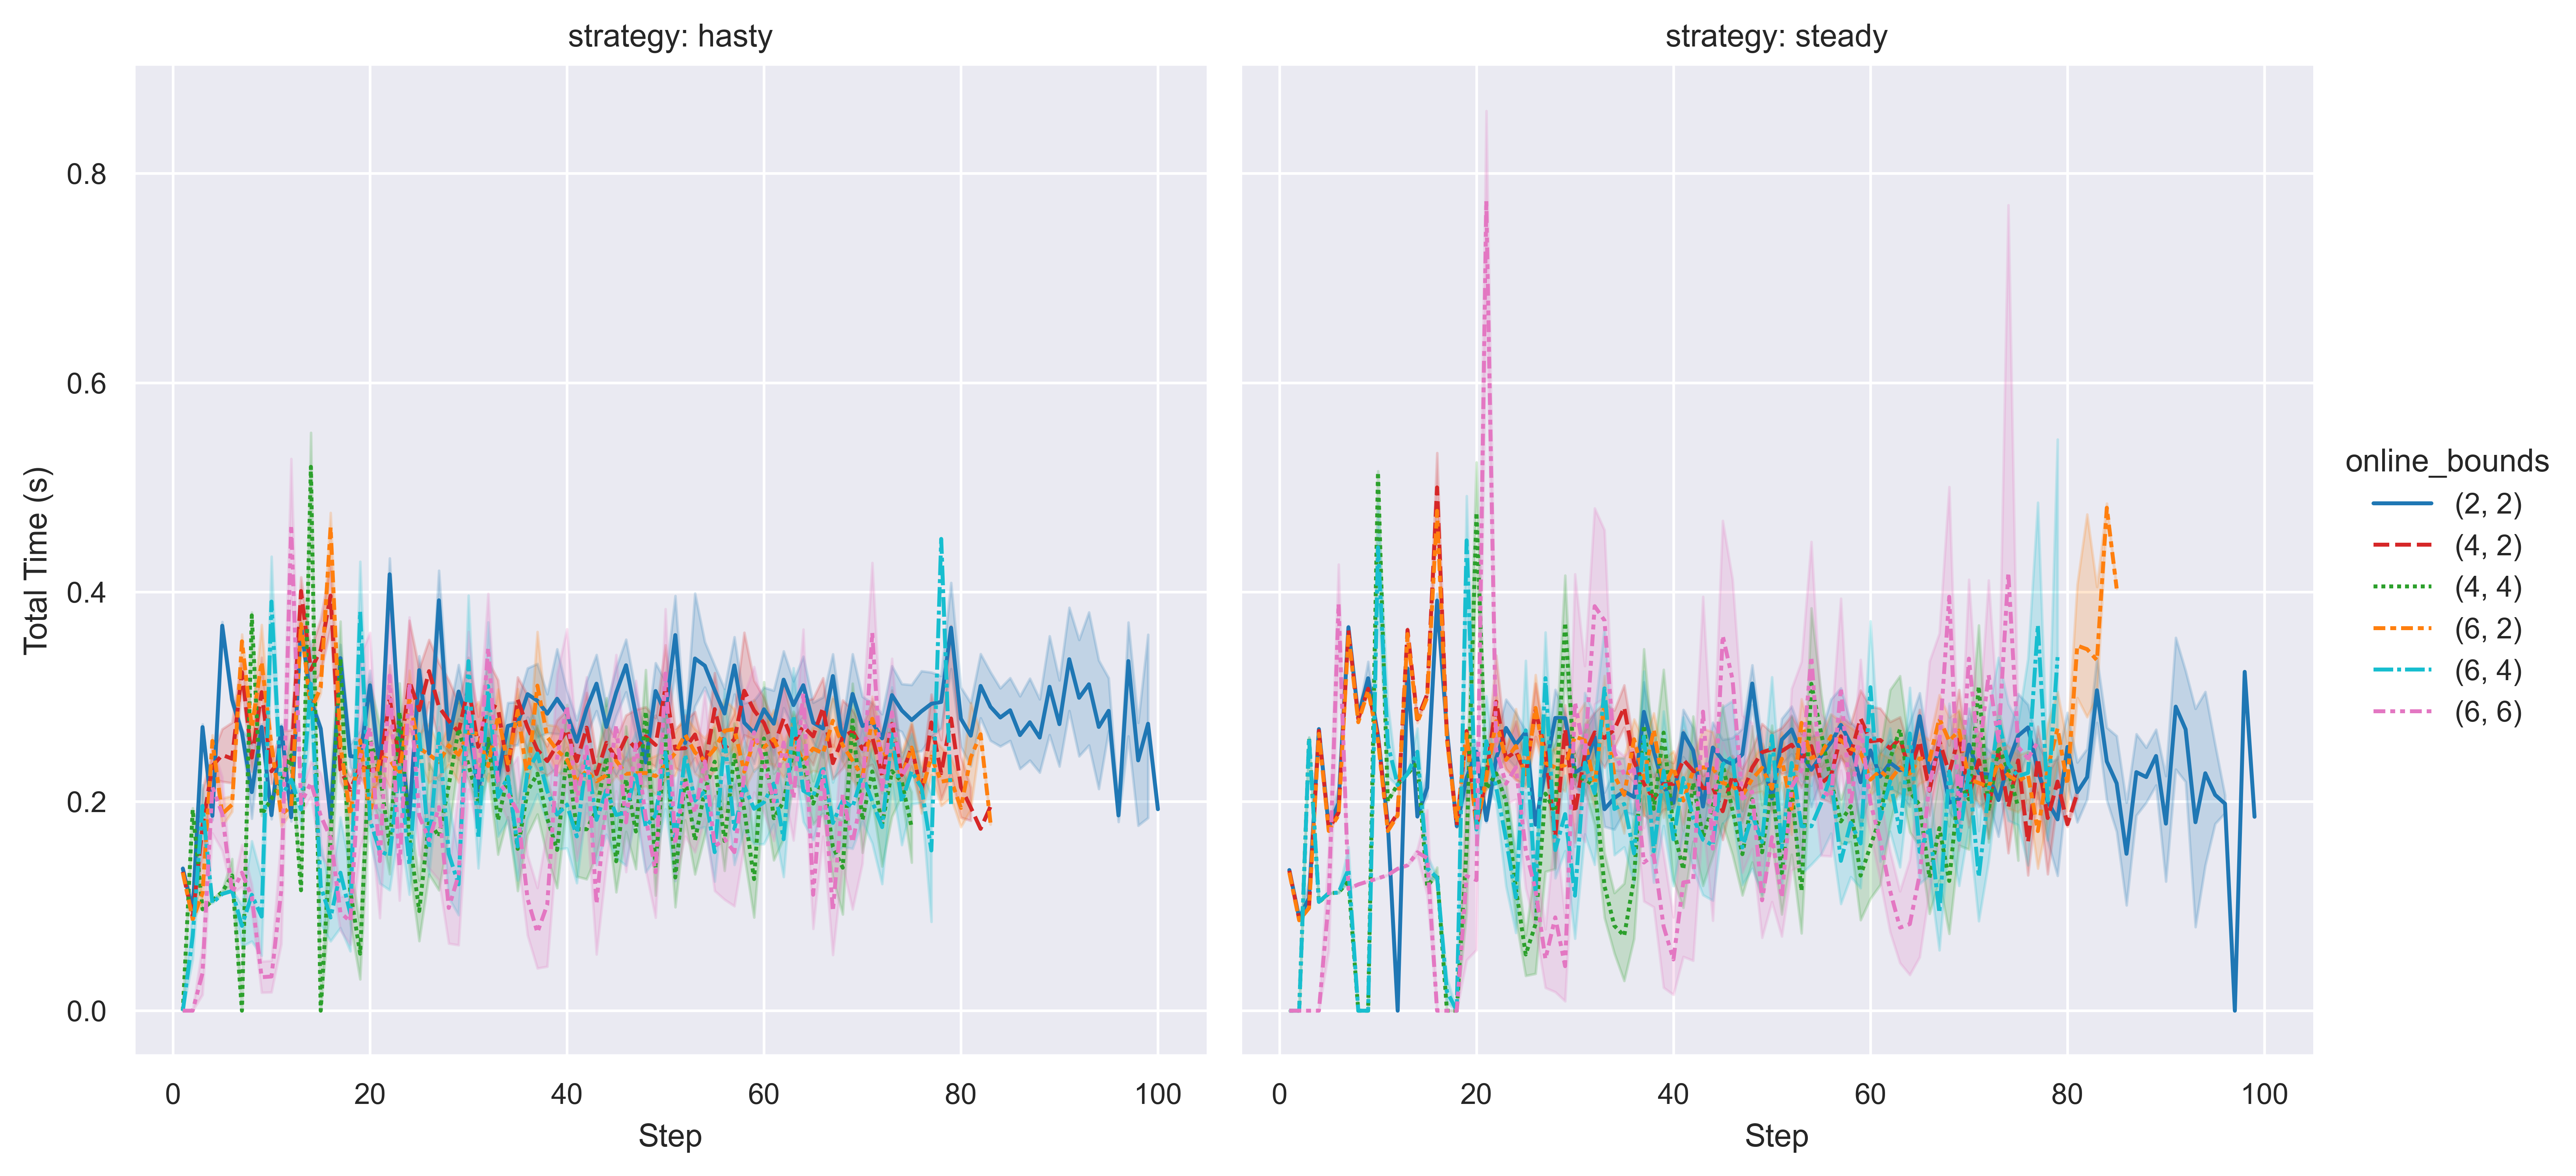 strategy: hasty
strategy: steady
Total Time (s)
0.8
0.6
0.4
0.2
0.0
0 20 40 60 80 100
0 20 40 60 80 100
Step
Step
online_bounds
(2, 2)
(4, 2)
(4, 4)
(6, 2)
(6, 4)
(6, 6)